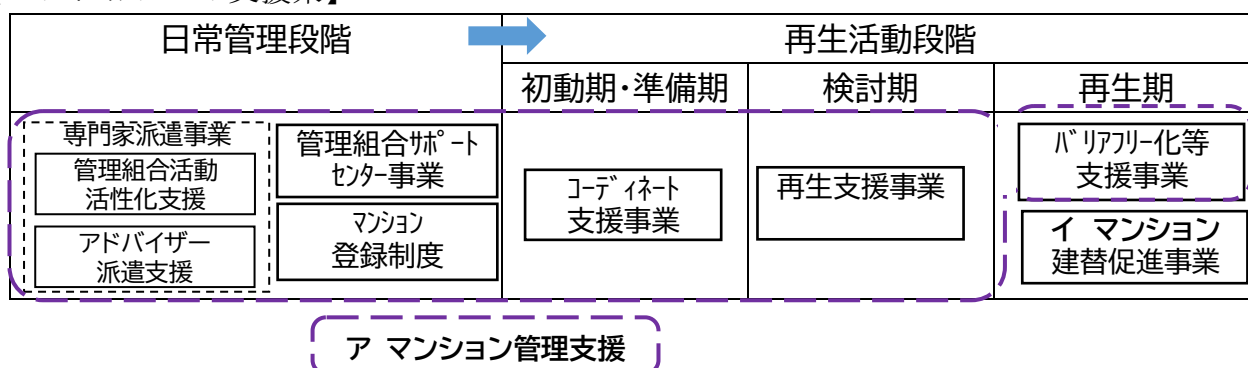 支援策】
日常管理段階
再生活動段階
初動期・準備期
検討期
再生期
専門家派遣事業
管理組合活動
活性化支援
アドバイザー
派遣支援
管理組合ｻﾎﾟｰﾄ
ｾﾝﾀｰ事業
ﾏﾝｼｮﾝ
登録制度
ｺｰﾃﾞｨﾈｰﾄ
支援事業
再生支援事業
ﾊﾞﾘｱﾌﾘｰ化等
支援事業
イ マンション
建替促進事業
ア マンション管理支援